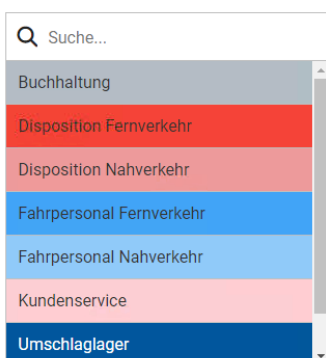 Suche...
Buchhaltung
Disposition Fernverkehr
Disposition Nahverkehr
Fahrpersonal Fernverkehr
Fahrpersonal Nahverkehr
Kundenservice
Umschlaglager